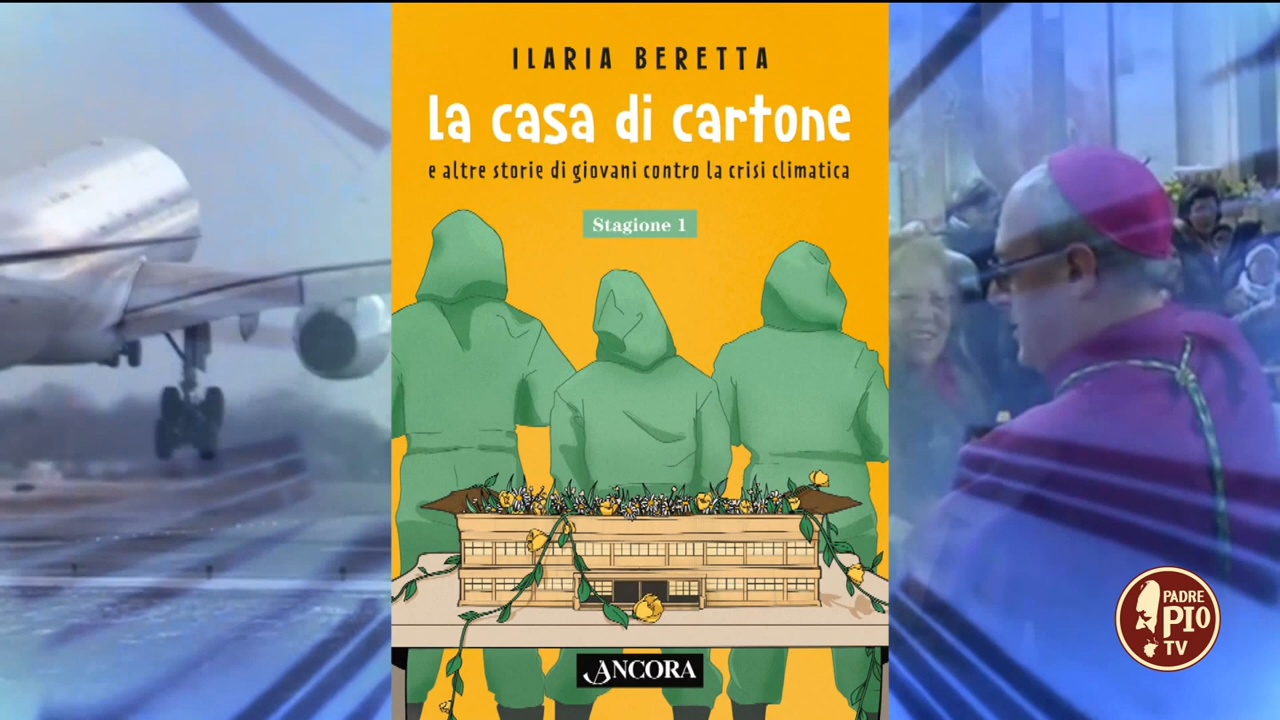 ILARIA BERETTA
la casa di cartone
e altre storie di giovani contro la crisi climatica
Stagione 1
ANCORA
PADRE
PIO
TV